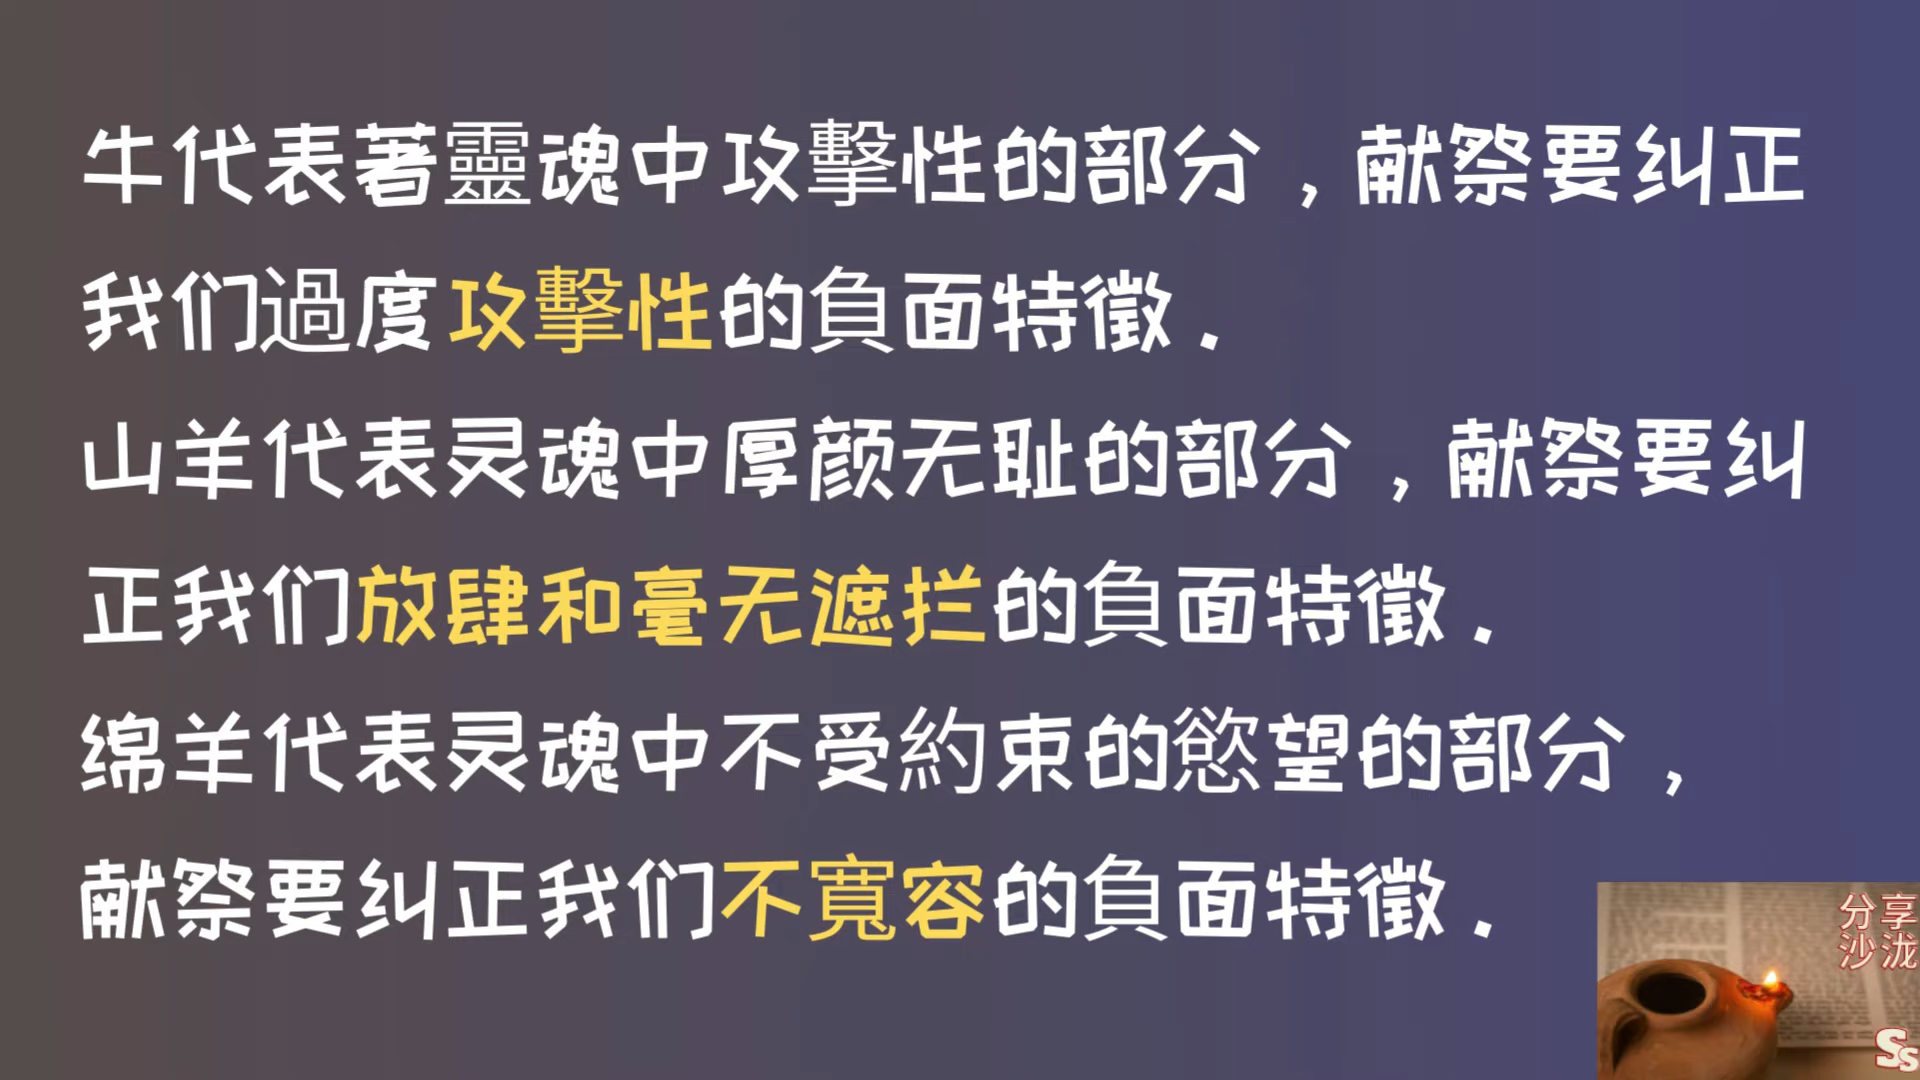 牛代表著靈魂中攻擊性的部分，献祭要纠正
我们過度攻擊性的負面特徵.
山羊代表灵魂中厚颜无耻的部分，献祭要纠
正我们放肆和毫无遮拦的負面特徵.
绵羊代表灵魂中不受約束的慾望的部分，
献祭要纠正我们不寬容的負面特徵.
分享
沙泷
Ss